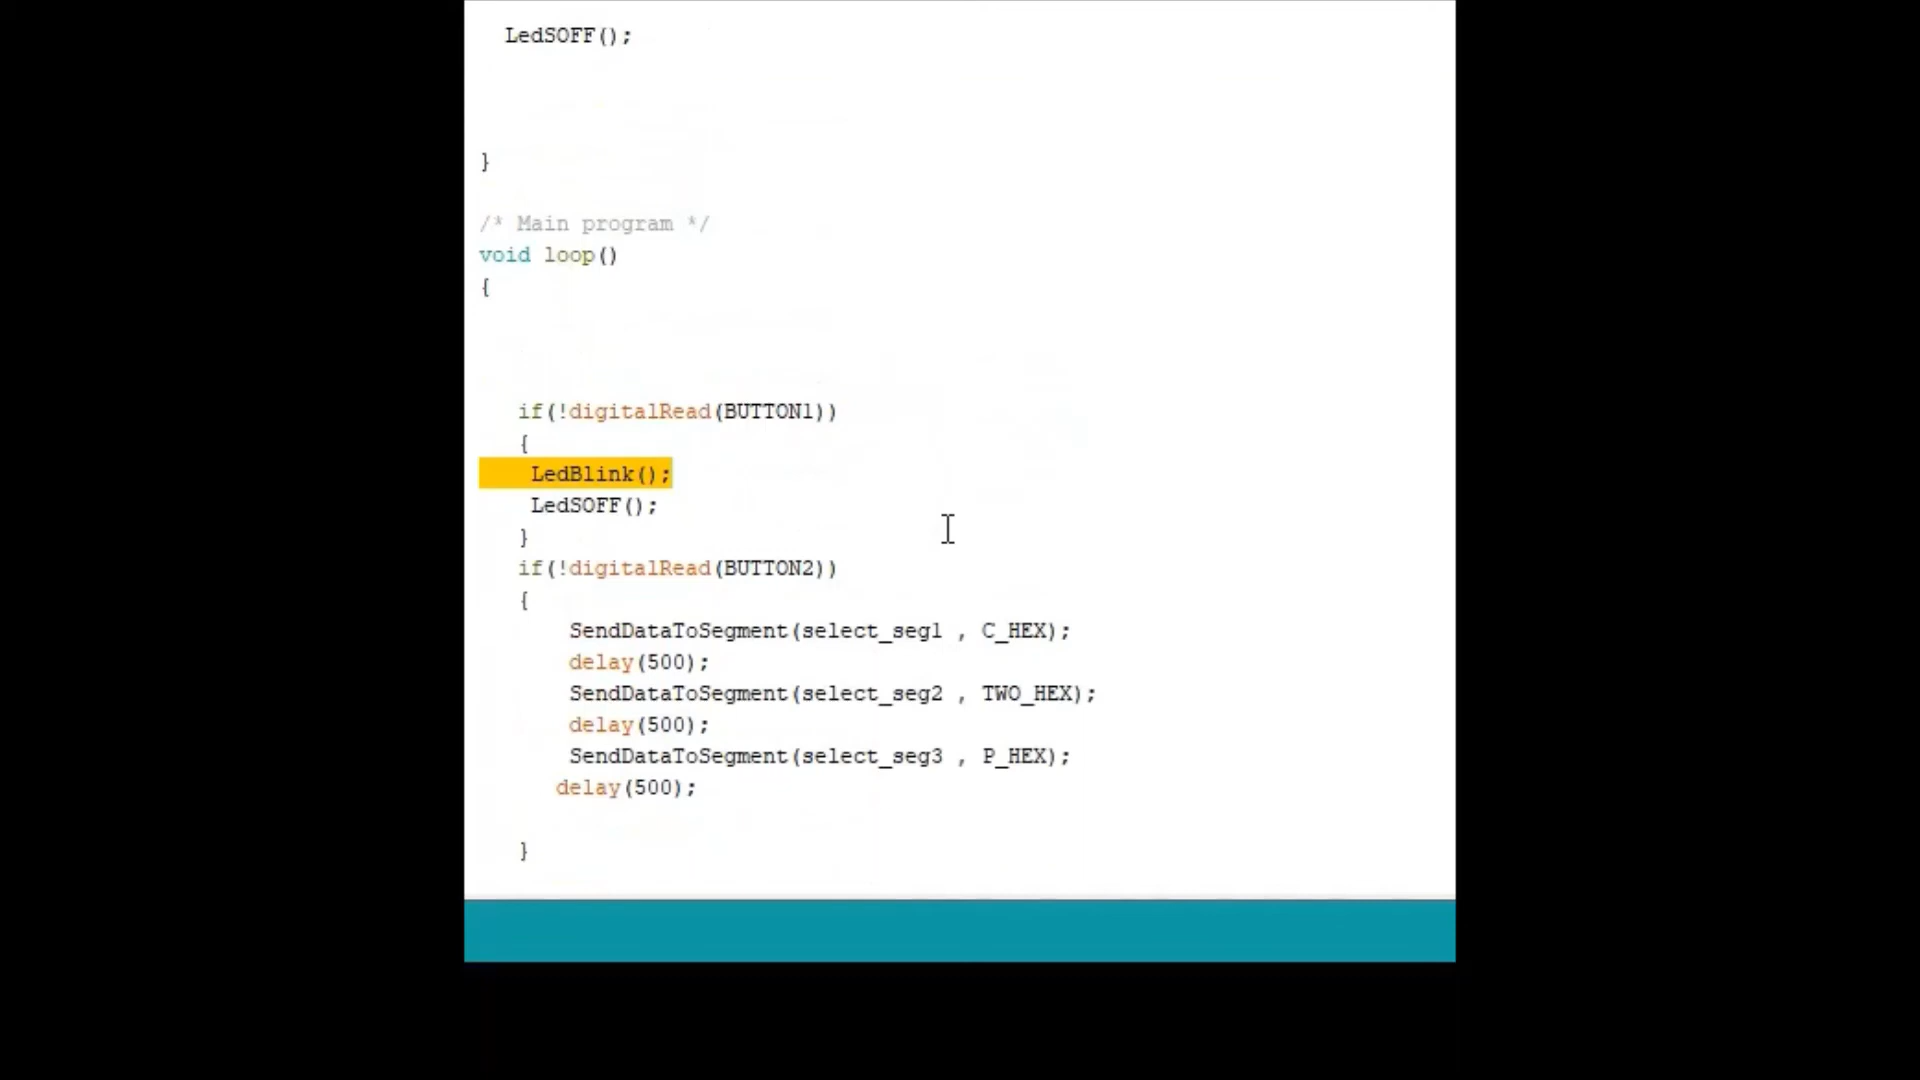 LedSOFF();
}
/* Main program */
void loop()
{
if(!digitalRead(BUTTON1))
{
LedBlink();
LedSOFF();
}
if(!digitalRead(BUTTON2))
{
SendDataToSegment(select_seg1 , C_HEX);
delay(500);
SendDataToSegment(select_seg2 , TWO_HEX);
delay(500);
SendDataToSegment(select_seg3 , P_HEX);
delay(500);
}